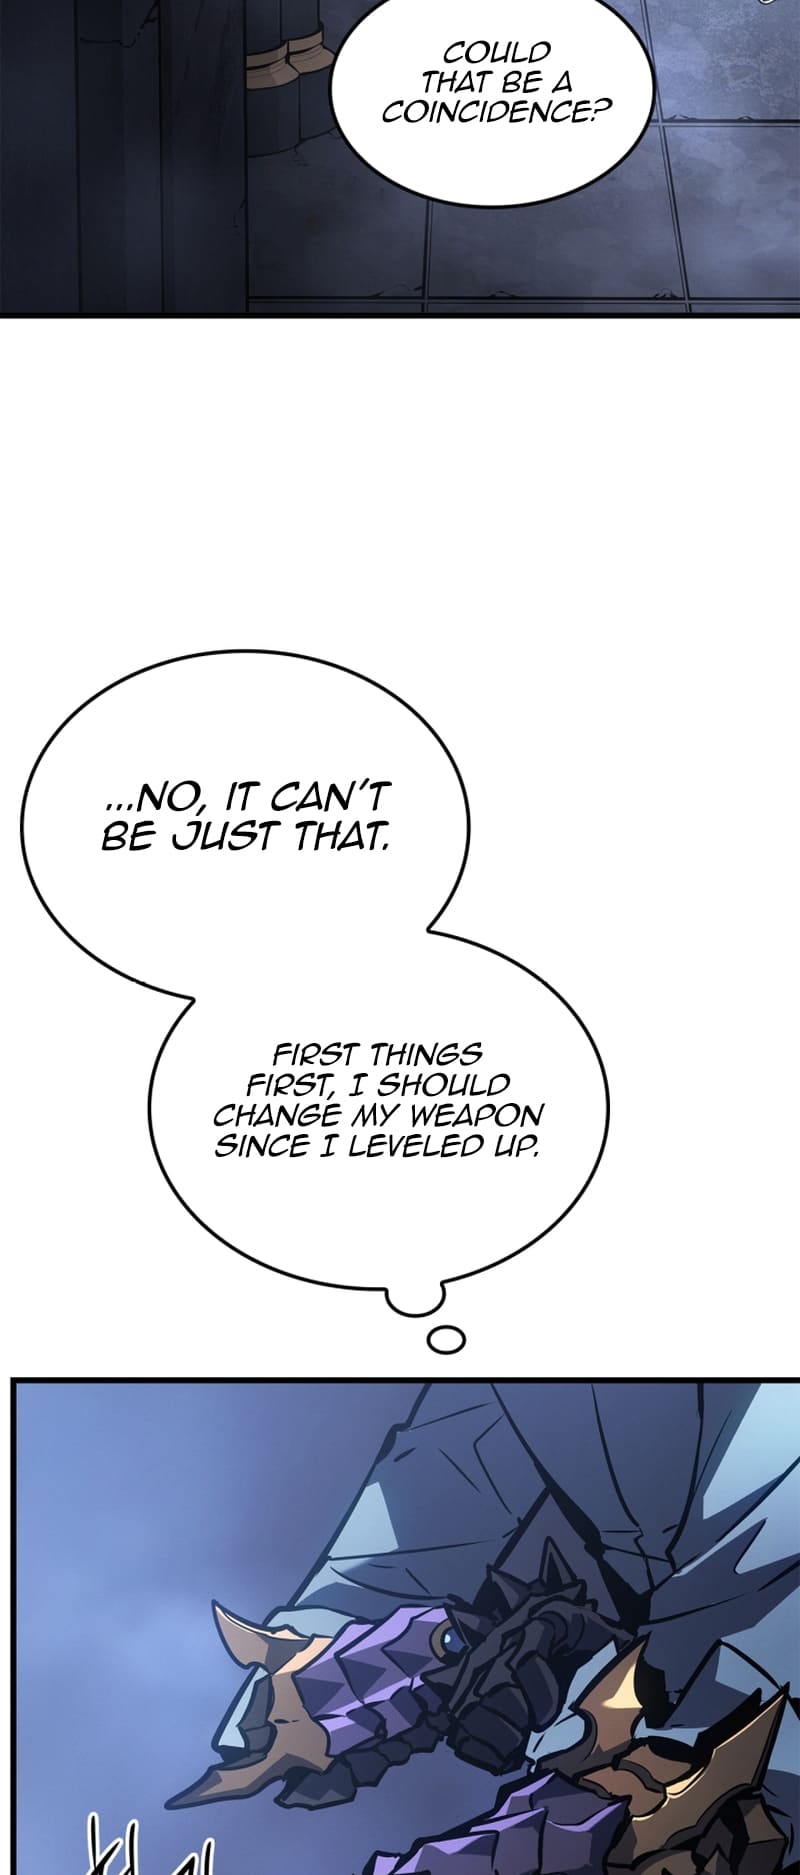 COULD
THAT BE A
COINCIDENCE?
...NO, IT CAN'T
BE JUST THAT.
FIRST THINGS
FIRST, I SHOULD
CHANGE MY WEAPON
SINCE I LEVELED UP.